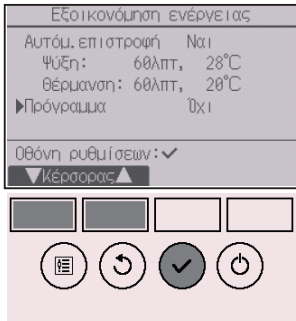 Εξοικονόμηση ενέργειας
Αυτόμ.επιστροφή Ναι
Ψύξη: 60λπτ, 28°C
Θέρμανση: 60λπτ, 20°C
▶Πρόγραμμα Όχι
Οθόνη ρυθμίσεων:✓
▼Κέρσορας▲